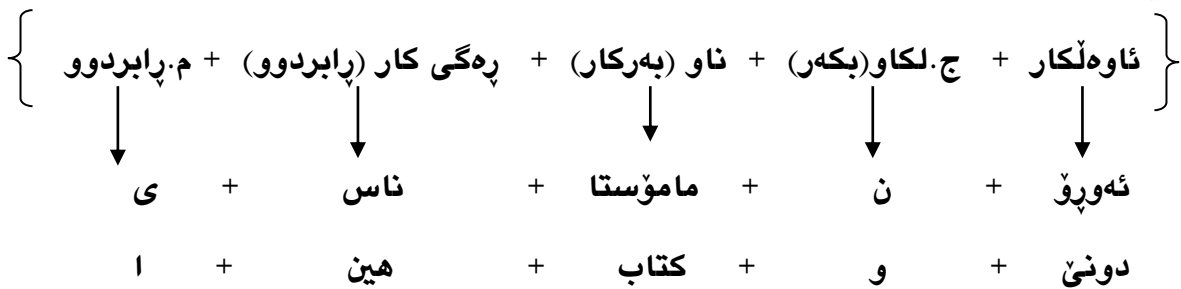 { ئاوەڵکار + ج.لکاو(بکەر) + ناو (بەرکار) + ڕەگی کار (ڕابردوو) + م.ڕابردوو }
ئەوڕۆ + ن + مامۆستا + ناس + ی
دونێ + و + کتاب + هین + ا